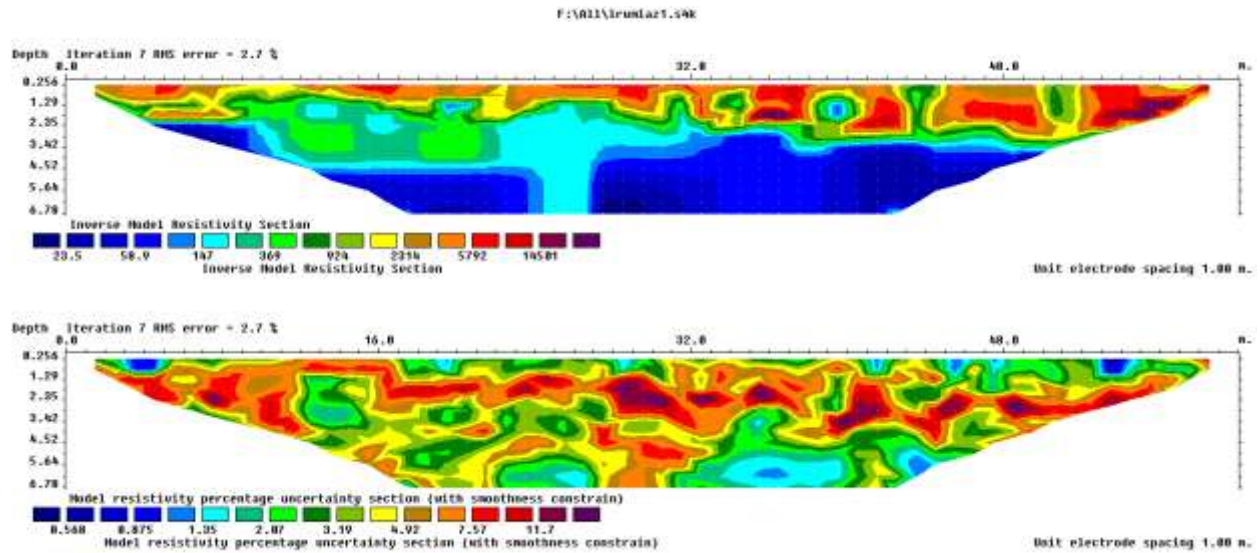 F:\All\irumiaz1.s4k
Depth Iteration 7 RMS error = 2.7 %
0.0 32.0 48.0 m.
0.256
1.29
2.35
3.42
4.52
5.64
6.78
Inverse Model Resistivity Section
23.5 58.9 147 369 924 2314 5792 14501
Inverse Model Resistivity Section
Unit electrode spacing 1.00 m.
Depth Iteration 7 RMS error = 2.7 %
0.0 16.0 32.0 48.0 m.
0.256
1.29
2.35
3.42
4.52
5.64
6.78
Model resistivity percentage uncertainty section (with smoothness constrain)
0.568 0.875 1.35 2.07 3.19 4.92 7.57 11.7
Model resistivity percentage uncertainty section (with smoothness constrain)
Unit electrode spacing 1.00 m.